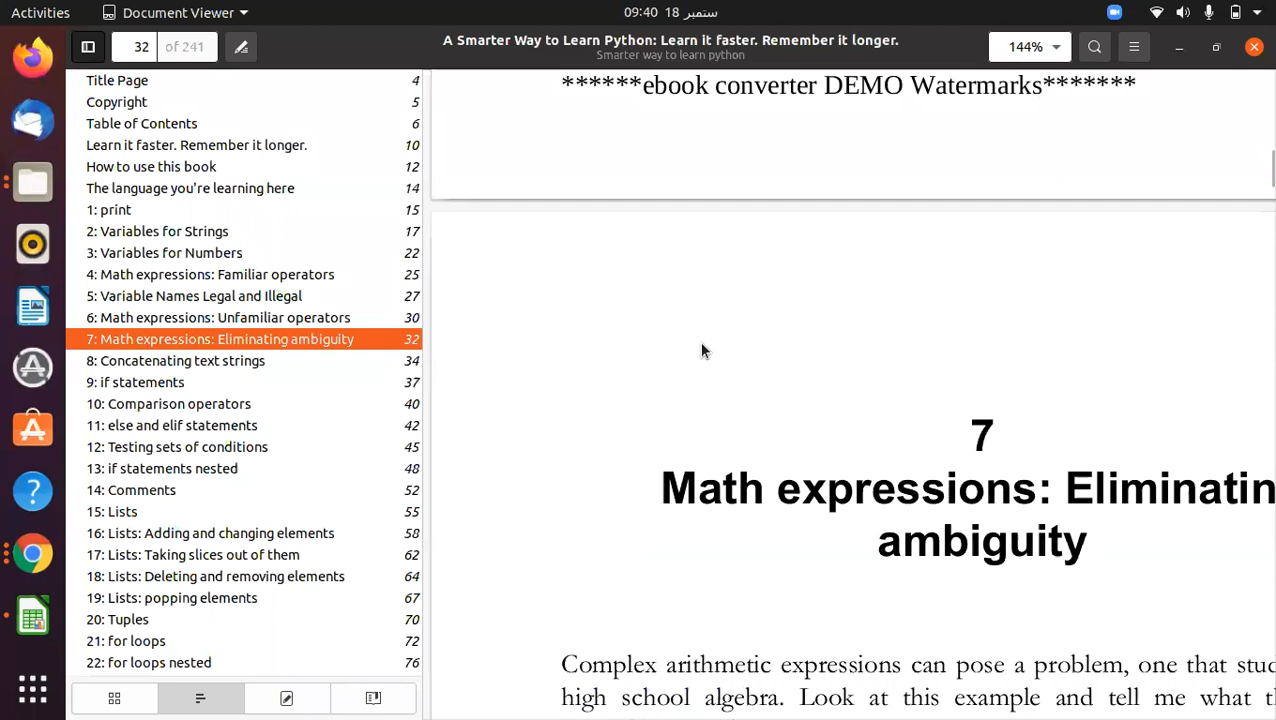 Activities Document Viewer 09:40 18 ستمبر
32 of 241 A Smarter Way to Learn Python: Learn it faster. Remember it longer. 144%
Smarter way to learn python
Title Page 4
Copyright 5
Table of Contents 6
Learn it faster. Remember it longer. 10
How to use this book 12
The language you're learning here 14
1: print 15
2: Variables for Strings 17
3: Variables for Numbers 22
4: Math expressions: Familiar operators 25
5: Variable Names Legal and Illegal 27
6: Math expressions: Unfamiliar operators 30
7: Math expressions: Eliminating ambiguity 32
8: Concatenating text strings 34
9: if statements 37
10: Comparison operators 40
11: else and elif statements 42
12: Testing sets of conditions 45
13: if statements nested 48
14: Comments 52
15: Lists 55
16: Lists: Adding and changing elements 58
17: Lists: Taking slices out of them 62
18: Lists: Deleting and removing elements 64
19: Lists: popping elements 67
20: Tuples 70
21: for loops 72
22: for loops nested 76
******ebook converter DEMO Watermarks*******
7
Math expressions: Eliminatin
ambiguity
Complex arithmetic expressions can pose a problem, one that stud
high school algebra. Look at this example and tell me what t